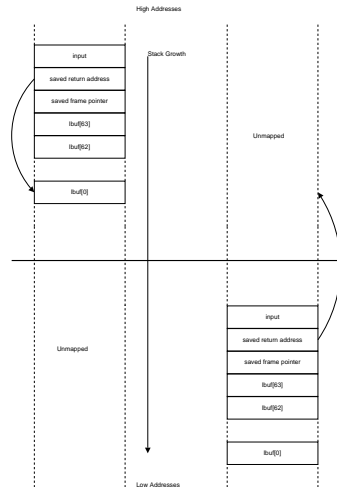 High Addresses
input
Stack Growth
saved return address
saved frame pointer
lbuf[63]
lbuf[62]
lbuf[0]
Unmapped
Unmapped
input
saved return address
saved frame pointer
lbuf[63]
lbuf[62]
lbuf[0]
Low Addresses